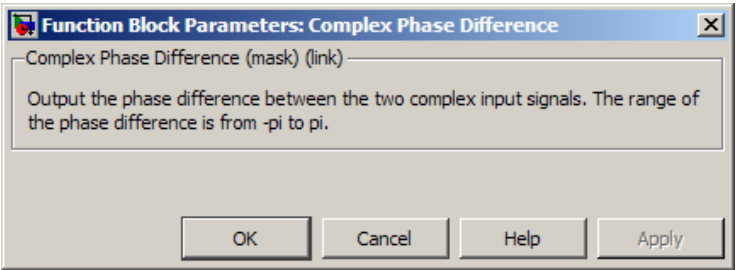 Function Block Parameters: Complex Phase Difference
Complex Phase Difference (mask) (link)
Output the phase difference between the two complex input signals. The range of
the phase difference is from -pi to pi.
OK Cancel Help Apply